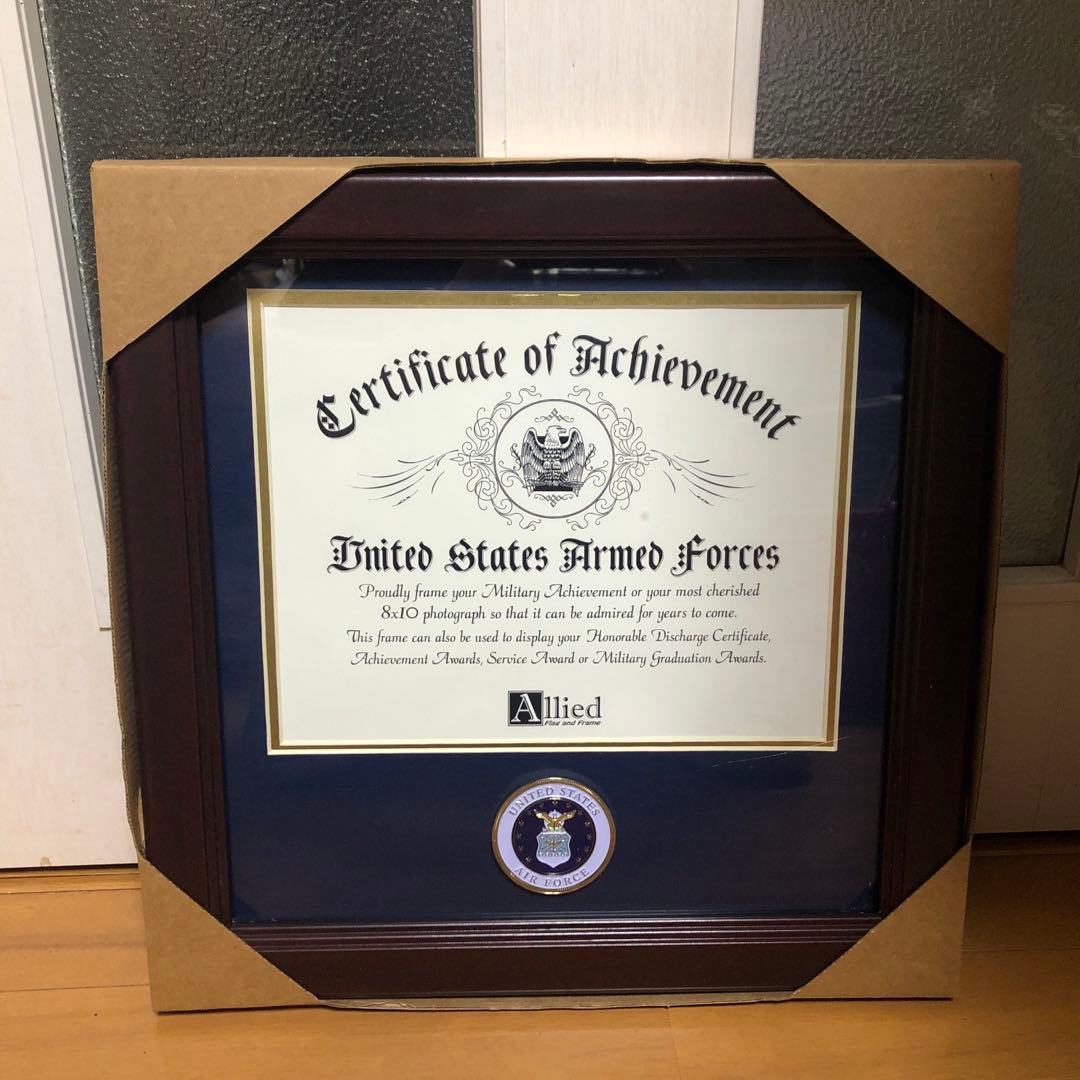 Certificate of Achievement
United States Armed Forces
Proudly frame your Military Achievement or your most cherished
8x10 photograph so that it can be admired for years to come.
This frame can also be used to display your Honorable Discharge Certificate,
Achievement Awards, Service Award or Military Graduation Awards.
Allied
Flag and Frame
UNITED STATES
AIR FORCE